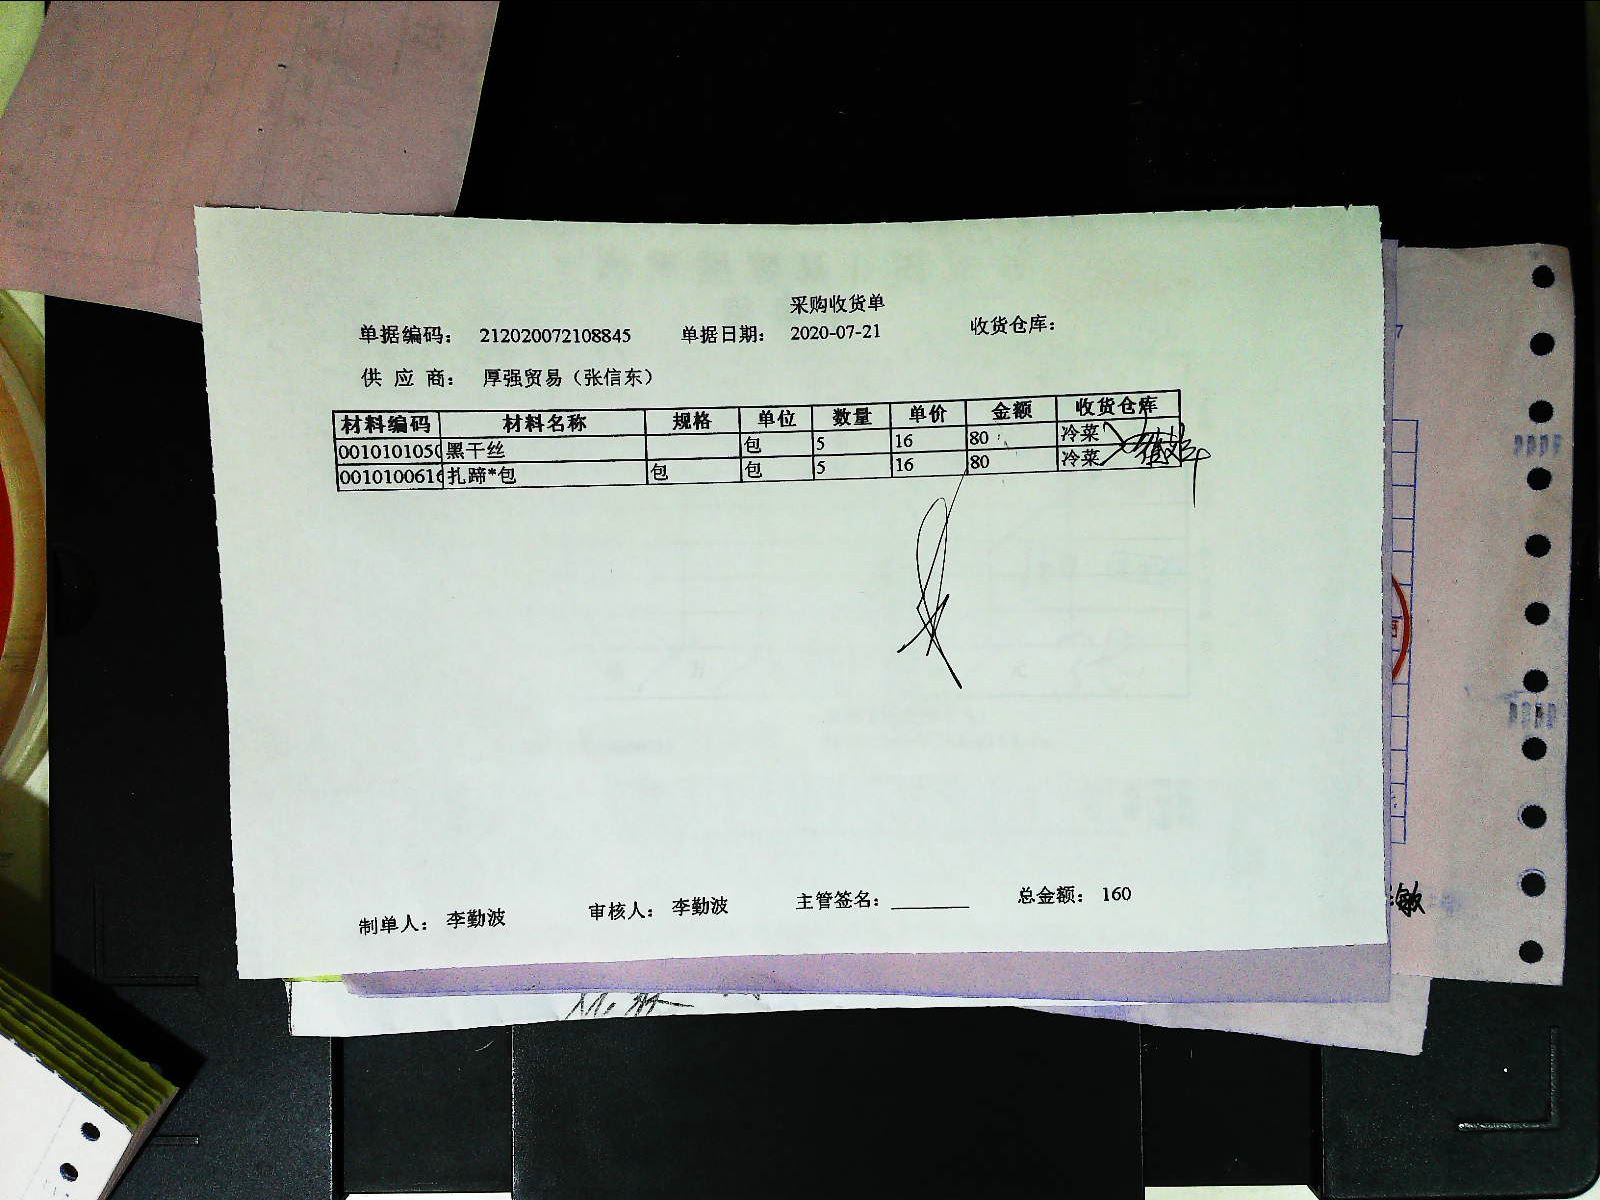 采购收货单
单据编码： 212020072108845 单据日期： 2020-07-21 收货仓库：
供 应 商： 厚强贸易（张信东）
材料编码 材料名称 规格 单位 数量 单价 金额 收货仓库
0010101050 黑干丝 包 5 16 80 冷菜
0010100616 扎蹄*包 包 包 5 16 80 冷菜
制单人： 李勤波 审核人： 李勤波 主管签名：________ 总金额： 160